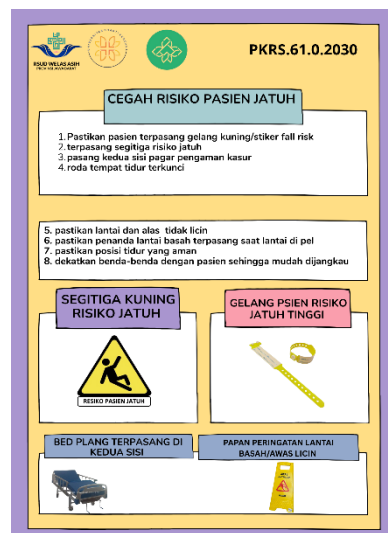 PKRS.61.0.2030
RSUD WELAS ASIH
CEGAH RISIKO PASIEN JATUH
1. Pastikan pasien terpasang gelang kuning/stiker fall risk
2. terpasang segitiga risiko jatuh
3. pasang kedua sisi pagar pengaman kasur
4. roda tempat tidur terkunci
5. pastikan lantai dan alas tidak licin
6. pastikan penanda lantai basah terpasang saat lantai di pel
7. pastikan posisi tidur yang aman
8. dekatkan benda-benda dengan pasien sehingga mudah dijangkau
SEGITIGA KUNING
RISIKO JATUH
RESIKO PASIEN JATUH
GELANG PSIEN RISIKO
JATUH TINGGI
BED PLANG TERPASANG DI
KEDUA SISI
PAPAN PERINGATAN LANTAI
BASAH/AWAS LICIN